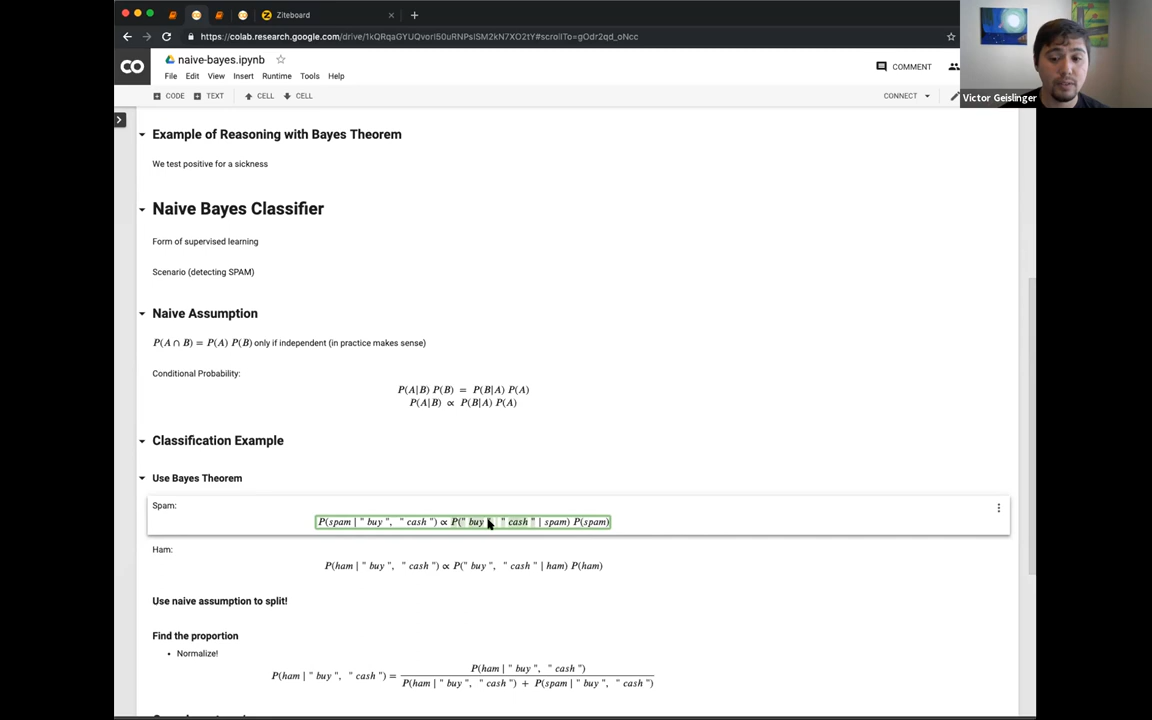 Ziteboard
https://colab.research.google.com/drive/1kQRqaGYUQvorI50uRNPsISM2kN7XO2tY#scrollTo=gOdr2qd_oNcc
CO
naive-bayes.ipynb
File Edit View Insert Runtime Tools Help
COMMENT
CODE TEXT CELL CELL
CONNECT
Victor Geislinger
Example of Reasoning with Bayes Theorem
We test positive for a sickness
Naive Bayes Classifier
Form of supervised learning
Scenario (detecting SPAM)
Naive Assumption
P(A ∩ B) = P(A) P(B) only if independent (in practice makes sense)
Conditional Probability:
P(A|B) P(B) = P(B|A) P(A)
P(A|B) ∝ P(B|A) P(A)
Classification Example
Use Bayes Theorem
Spam:
P(spam | " buy ", " cash ") ∝ P(" buy ", " cash " | spam) P(spam)
Ham:
P(ham | " buy ", " cash ") ∝ P(" buy ", " cash " | ham) P(ham)
Use naive assumption to split!
Find the proportion
• Normalize!
P(ham | " buy ", " cash ") = P(ham | " buy ", " cash ")
P(ham | " buy ", " cash ") + P(spam | " buy ", " cash ")